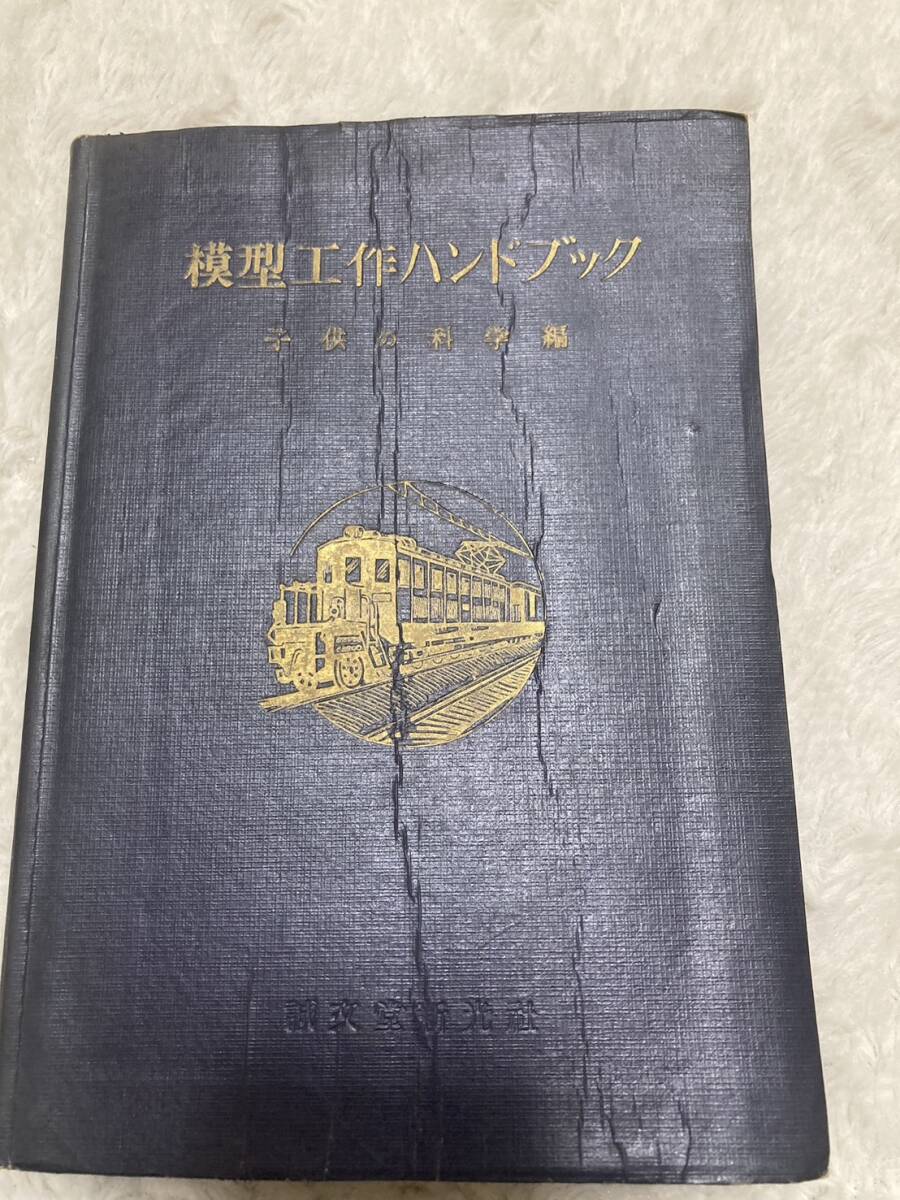 模型工作ハンドブック
子供の科学編
誠文堂新光社